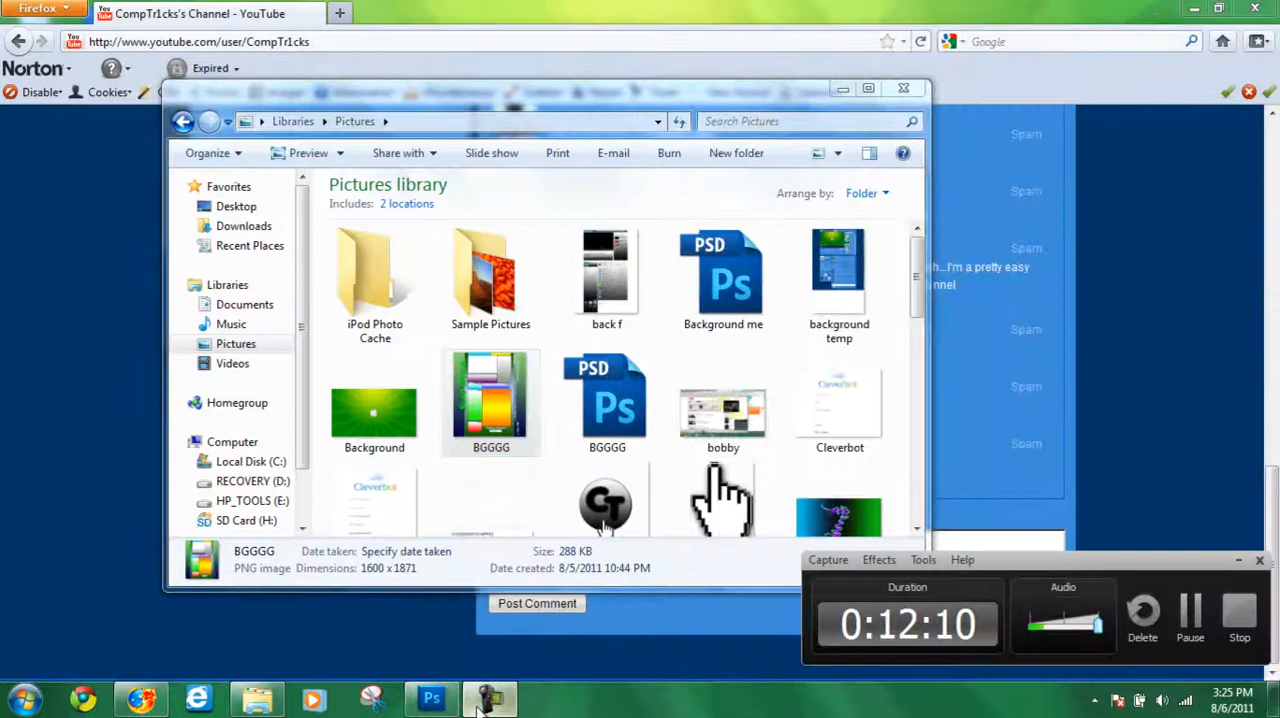 Firefox
CompTr1cks's Channel - YouTube
http://www.youtube.com/user/CompTr1cks
Google
Norton
Expired
Disable
Cookies
Libraries
Pictures
Search Pictures
Organize
Preview
Share with
Slide show
Print
E-mail
Burn
New folder
Favorites
Desktop
Downloads
Recent Places
Libraries
Documents
Music
Pictures
Videos
Homegroup
Computer
Local Disk (C:)
RECOVERY (D:)
HP_TOOLS (E:)
SD Card (H:)
Pictures library
Includes: 2 locations
Arrange by: Folder
PSD
Ps
iPod Photo Cache
Sample Pictures
back f
Background me
background temp
PSD
Ps
Background
BGGGG
BGGGG
bobby
Cleverbot
Cleverbot
Cleverbot
CT
BGGGG
Date taken: Specify date taken
Size: 288 KB
PNG image
Dimensions: 1600 x 1871
Date created: 8/5/2011 10:44 PM
Spam
Spam
Spam
h...I'm a pretty easy
nnel
Spam
Spam
Spam
Post Comment
Capture
Effects
Tools
Help
Duration
0:12:10
Audio
Delete
Pause
Stop
Ps
3:25 PM
8/6/2011